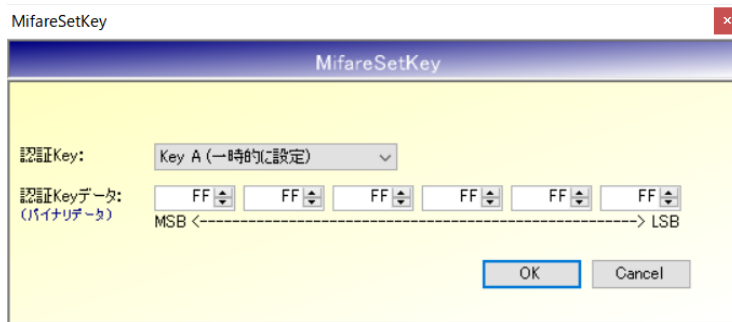 MifareSetKey
×
MifareSetKey
認証Key: Key A (一時的に設定)
認証Keyデータ: FF FF FF FF FF FF
(バイナリデータ)
MSB <--------------------------------------------------------------> LSB
OK Cancel